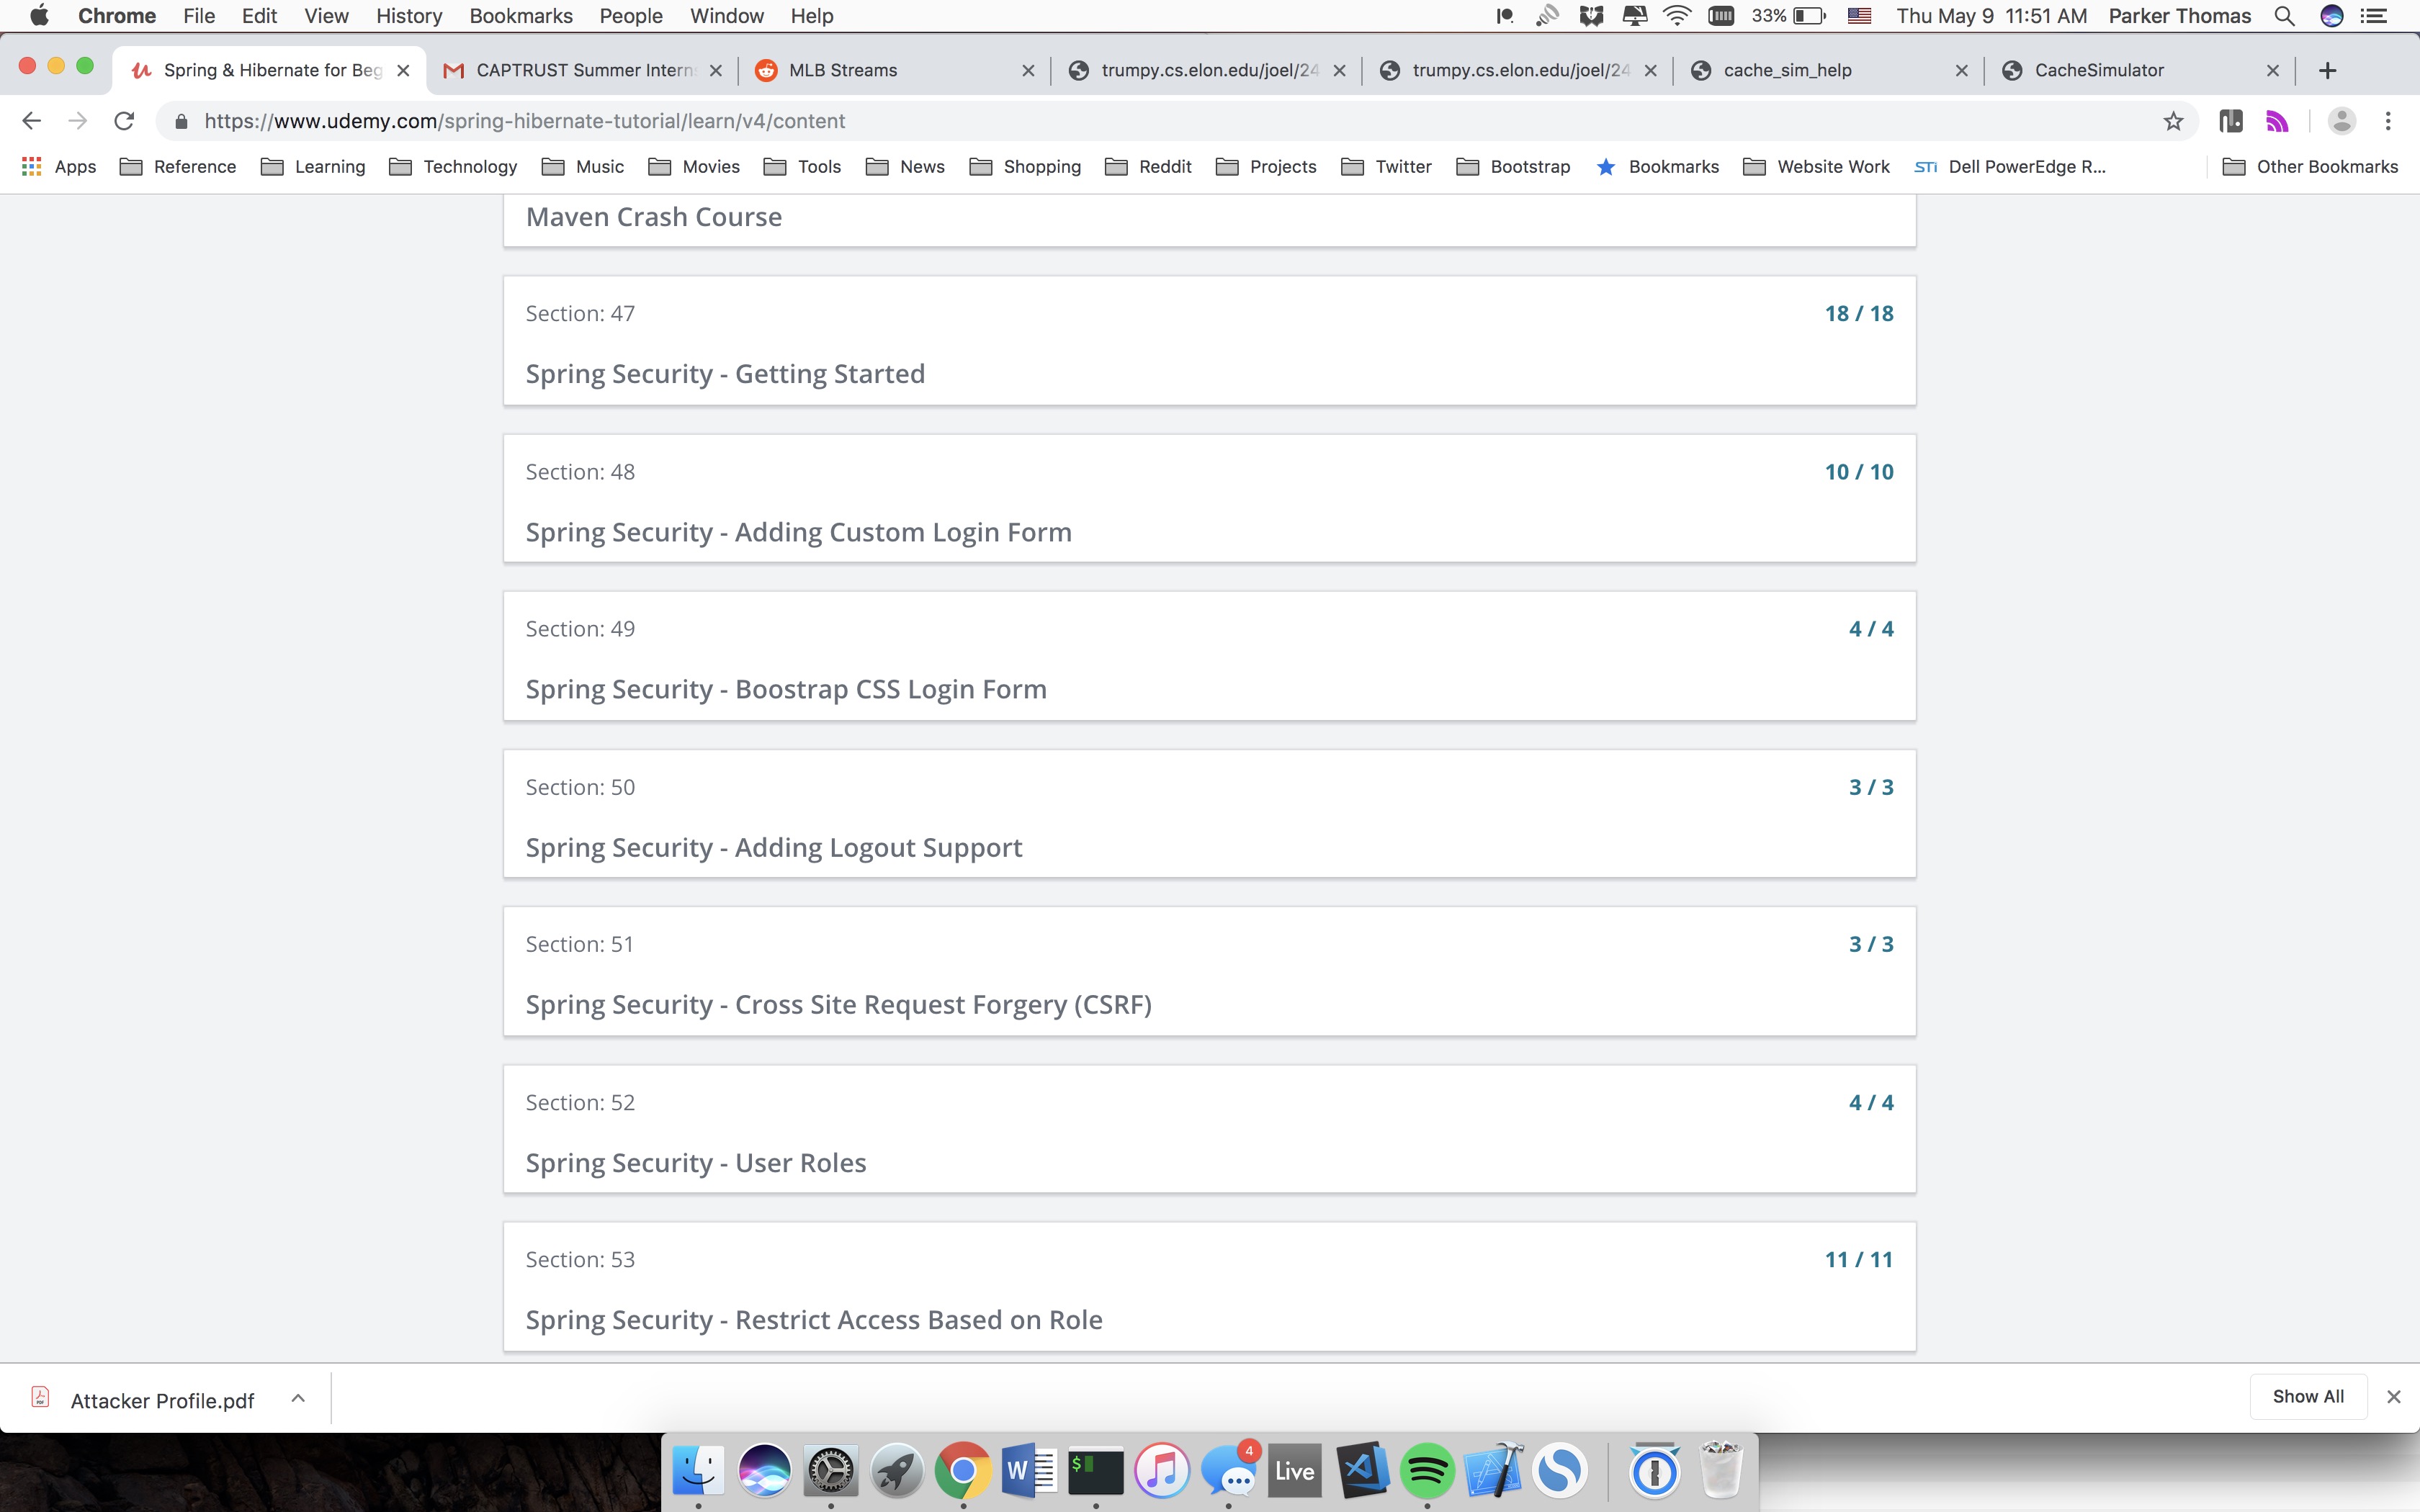 Chrome File Edit View History Bookmarks People Window Help 33% Thu May 9 11:51 AM Parker Thomas
Spring & Hibernate for Beg CAPTRUST Summer Intern MLB Streams trumpy.cs.elon.edu/joel/24 trumpy.cs.elon.edu/joel/24 cache_sim_help CacheSimulator
https://www.udemy.com/spring-hibernate-tutorial/learn/v4/content
Apps Reference Learning Technology Music Movies Tools News Shopping Reddit Projects Twitter Bootstrap Bookmarks Website Work STi Dell PowerEdge R... Other Bookmarks
Maven Crash Course
Section: 47 18 / 18
Spring Security - Getting Started
Section: 48 10 / 10
Spring Security - Adding Custom Login Form
Section: 49 4 / 4
Spring Security - Boostrap CSS Login Form
Section: 50 3 / 3
Spring Security - Adding Logout Support
Section: 51 3 / 3
Spring Security - Cross Site Request Forgery (CSRF)
Section: 52 4 / 4
Spring Security - User Roles
Section: 53 11 / 11
Spring Security - Restrict Access Based on Role
Attacker Profile.pdf Show All
W $ 4 Live